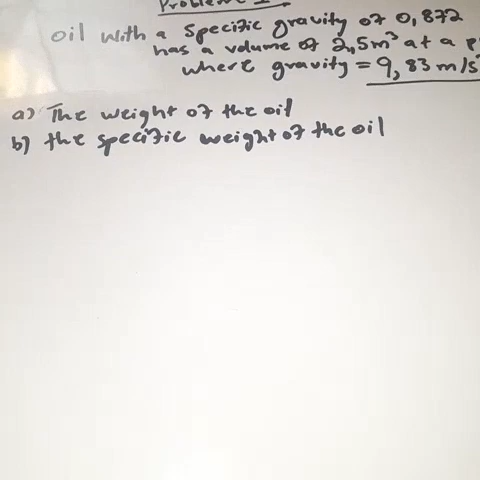 Problem
oil with a specific gravity of 0,872
has a volume of 2,5m³ at a
where gravity = 9,83 m/s
a) The weight of the oil
b) the specific weight of the oil